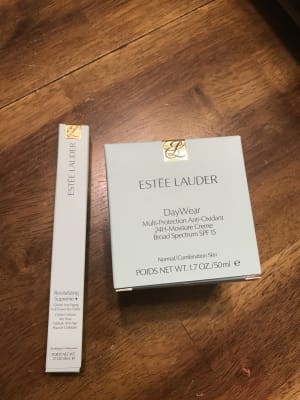 ESTĒE LAUDER
Revitalizing
Supreme +
ESTĒE LAUDER
DayWear
Multi-Protection Anti-Oxidant
24H-Moisture Creme
Broad Spectrum SPF 15
Normal/Combination Skin
POIDS NET WT. 1.7 OZ./50ml e